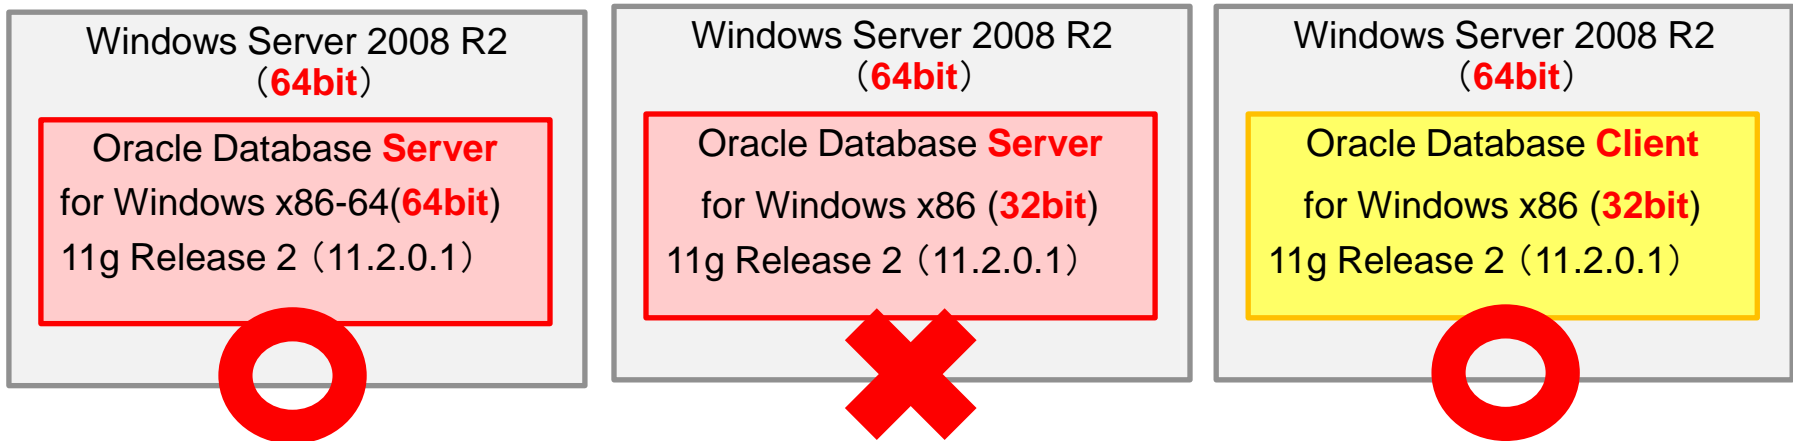 Windows Server 2008 R2
（64bit）
Oracle Database Server
for Windows x86-64(64bit)
11g Release 2（11.2.0.1）
Windows Server 2008 R2
（64bit）
Oracle Database Server
for Windows x86 (32bit)
11g Release 2（11.2.0.1）
Windows Server 2008 R2
（64bit）
Oracle Database Client
for Windows x86 (32bit)
11g Release 2（11.2.0.1）